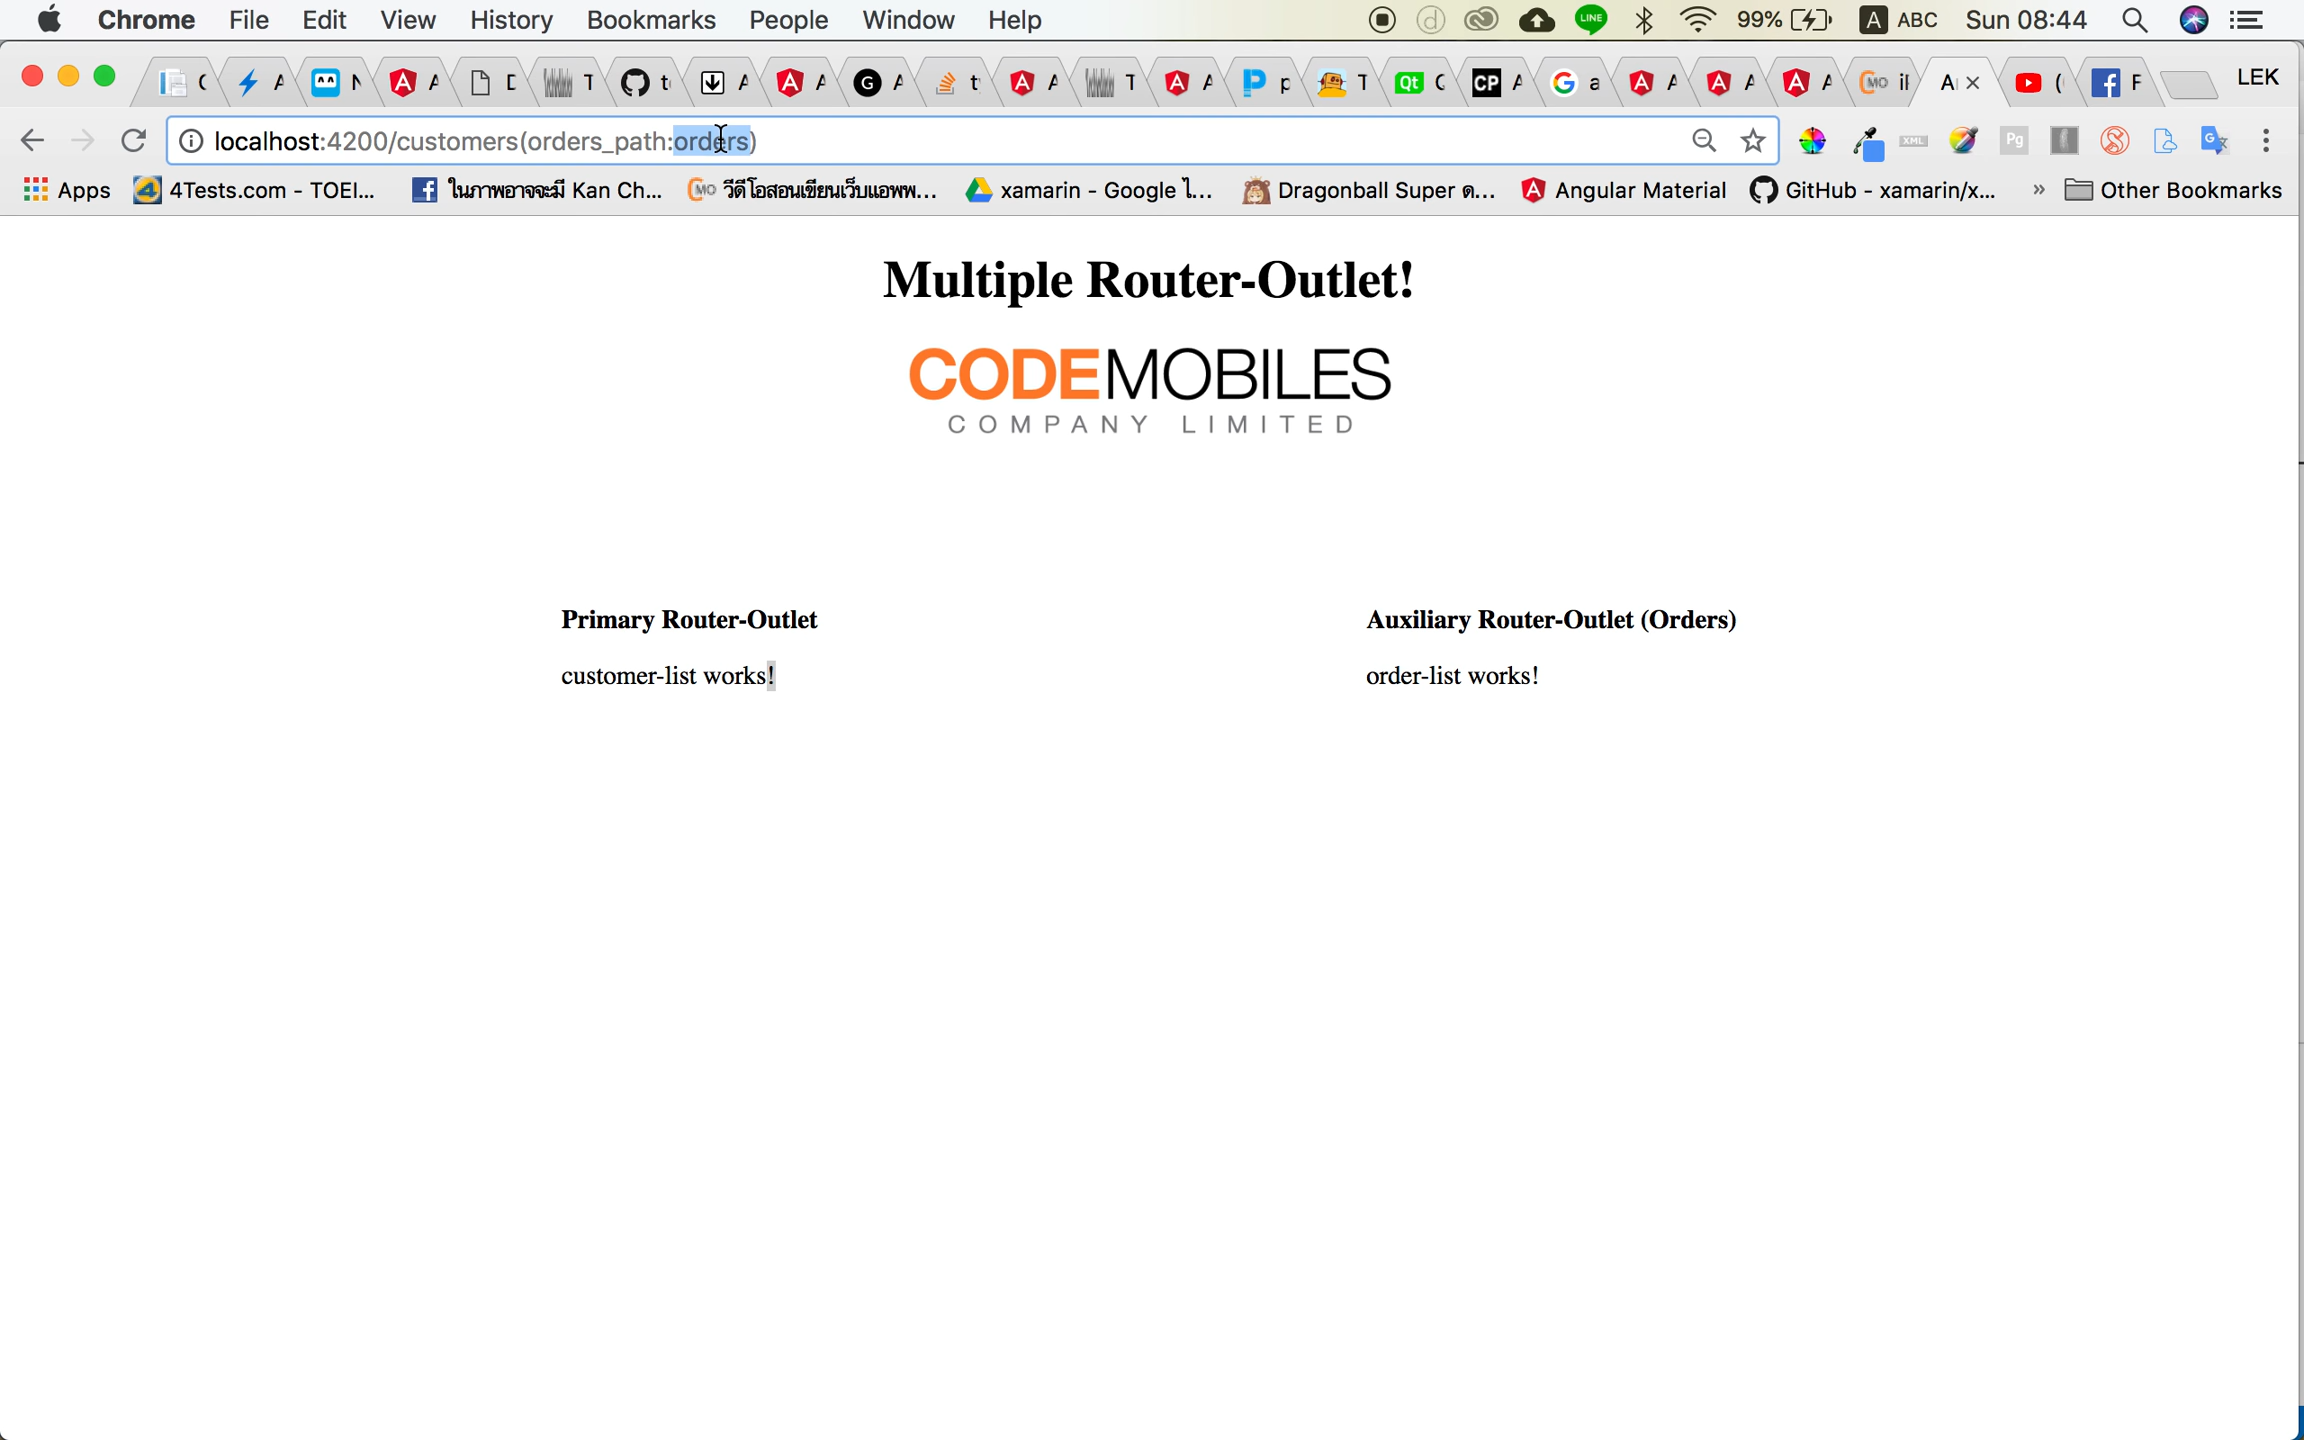 Chrome File Edit View History Bookmarks People Window Help LINE 99% A ABC Sun 08:44
LEK
localhost:4200/customers(orders_path:orders)
Apps 4Tests.com - TOEI... ในภาพอาจจะมี Kan Ch... วีดีโอสอนเขียนเว็บแอพพ... xamarin - Google ไ... Dragonball Super ด... Angular Material GitHub - xamarin/x... » Other Bookmarks
Multiple Router-Outlet!
CODEMOBILES
COMPANY LIMITED
Primary Router-Outlet Auxiliary Router-Outlet (Orders)
customer-list works! order-list works!